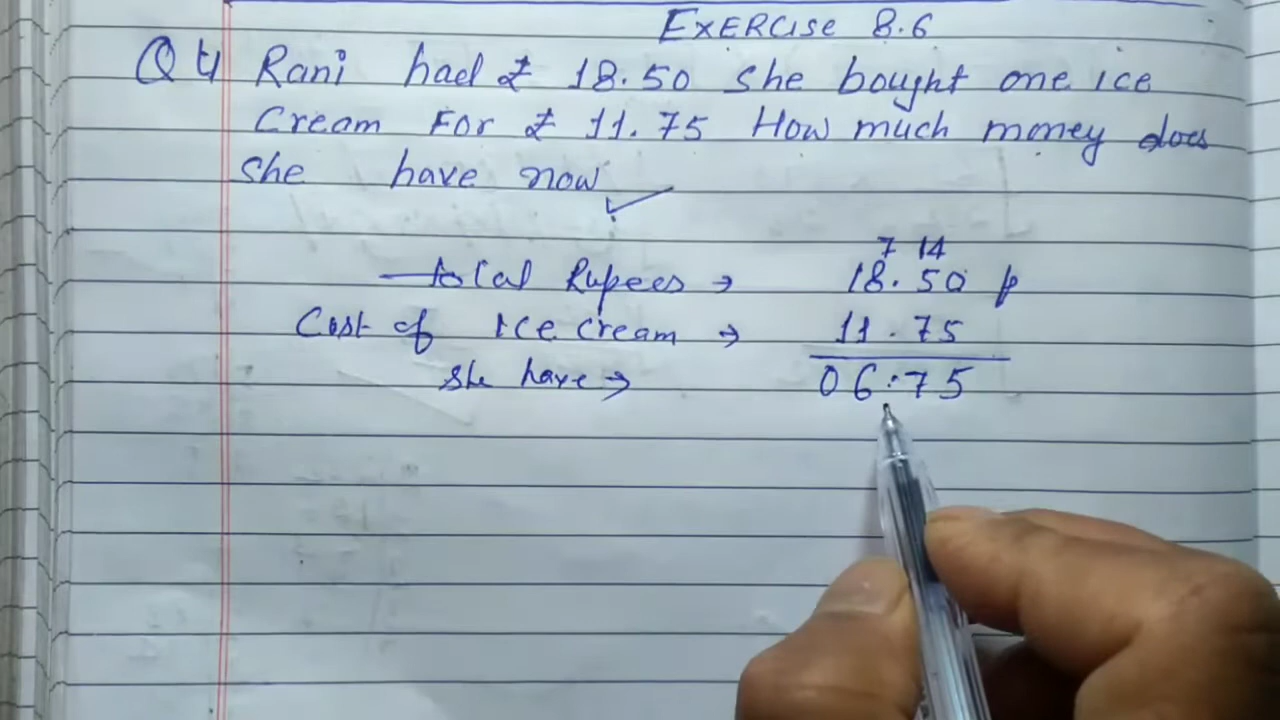 EXERCISE 8.6
Q4 Rani had ₹ 18.50 She bought one ice
Cream For ₹ 11.75 How much money does
she have now
7 14
total Rupees → 18.50 p
Cost of Ice cream → 11.75
She have → 06.75